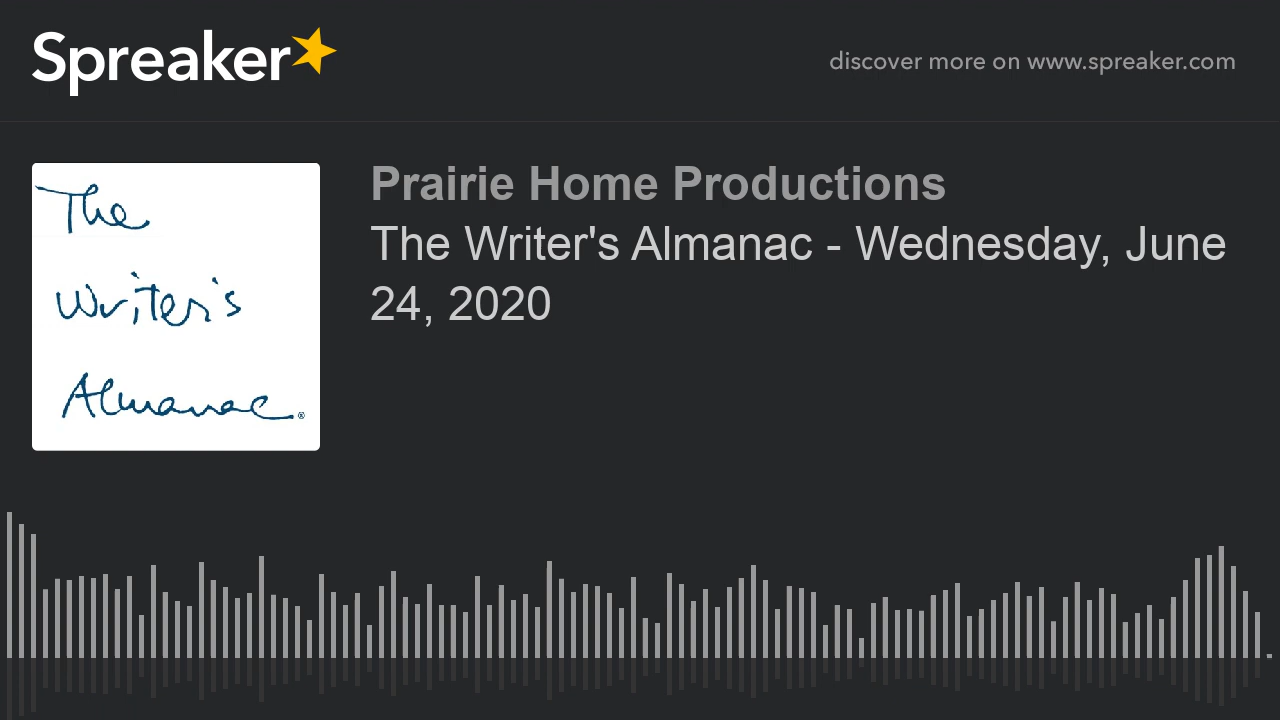 Spreaker
discover more on www.spreaker.com
The
Writer's
Almanac.®
Prairie Home Productions
The Writer's Almanac - Wednesday, June
24, 2020